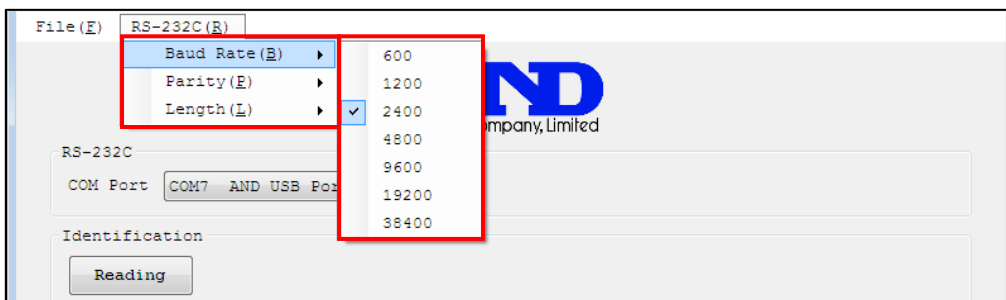 File(F) RS-232C(R)
Baud Rate(B)
Parity(P)
Length(L)
600
1200
2400
4800
9600
19200
38400
ND
ompany, Limited
RS-232C
COM Port COM7 AND USB Por
Identification
Reading